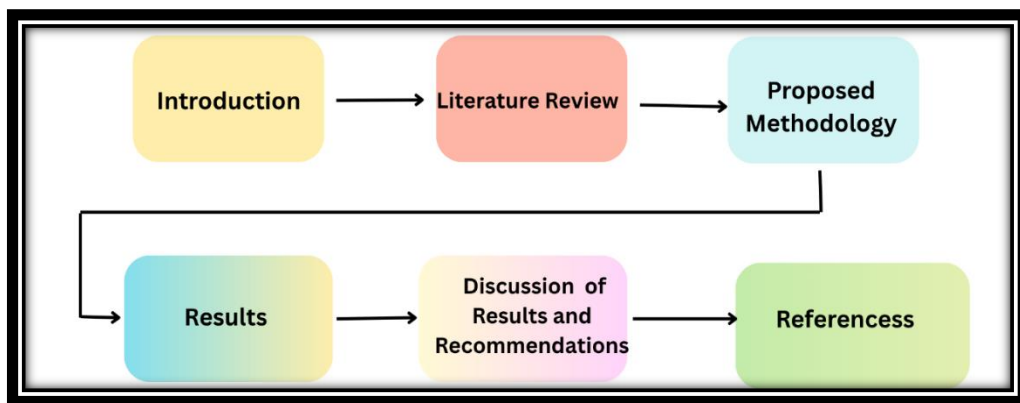 Introduction
Literature Review
Proposed
Methodology
Results
Discussion of
Results and
Recommendations
Referencess